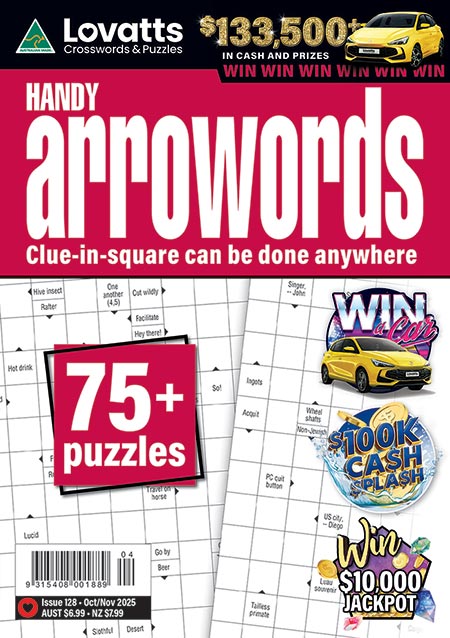 AUSTRALIAN MADE
Lovatts
Crosswords & Puzzles
$133,500++
IN CASH AND PRIZES
WIN WIN WIN WIN WIN WIN
HANDY
arrowords
Clue-in-square can be done anywhere
Hive insect
One
another
(4,5)
Cut wildly
Rafter
Facilitate
Hey there!
Hot drink
So!
Travel on
horse
Lucid
Go by
Beer
Slothful
Desert
75+
puzzles
Singer,
-- John
Ingots
Acquit
Wheel
shafts
Non-Jewish
PC quit
button
US city,
-- Diego
Luau
souvenir
Tailless
primate
WIN
a Car
Lovatts
$100K
CASH
SPLASH
Win
$10,000
JACKPOT
04
9 315408 001889
Issue 128 - Oct/Nov 2025
AUST $6.99 - NZ $7.99